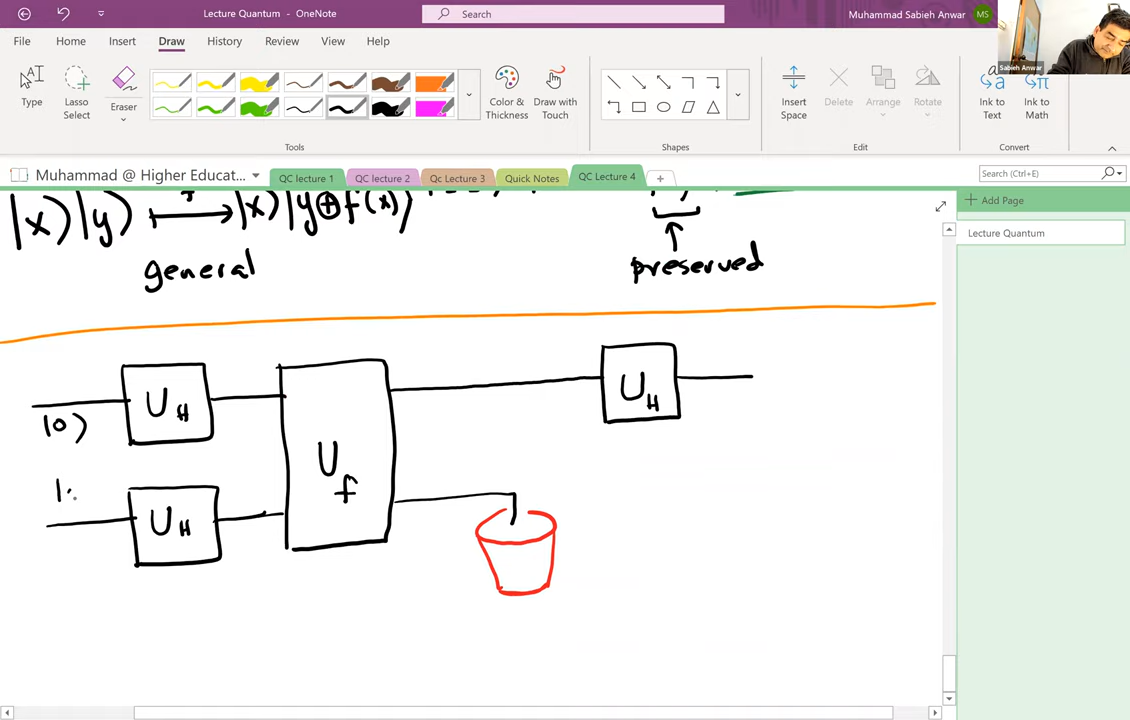 Lecture Quantum - OneNote
Search
Muhammad Sabieh Anwar
MS
File
Home
Insert
Draw
History
Review
View
Help
Type
Lasso Select
Eraser
Color & Thickness
Draw with Touch
Insert Space
Delete
Arrange
Rotate
Ink to Text
Ink to Math
Tools
Shapes
Edit
Convert
Sabieh Anwar
Muhammad @ Higher Educat...
QC lecture 1
QC lecture 2
Qc Lecture 3
Quick Notes
QC Lecture 4
Search (Ctrl+E)
Add Page
Lecture Quantum
|x⟩|y⟩ ⟼ |x⟩|y⊕f(x)⟩
general
preserved
|0⟩
U_H
U_f
U_H
U_H